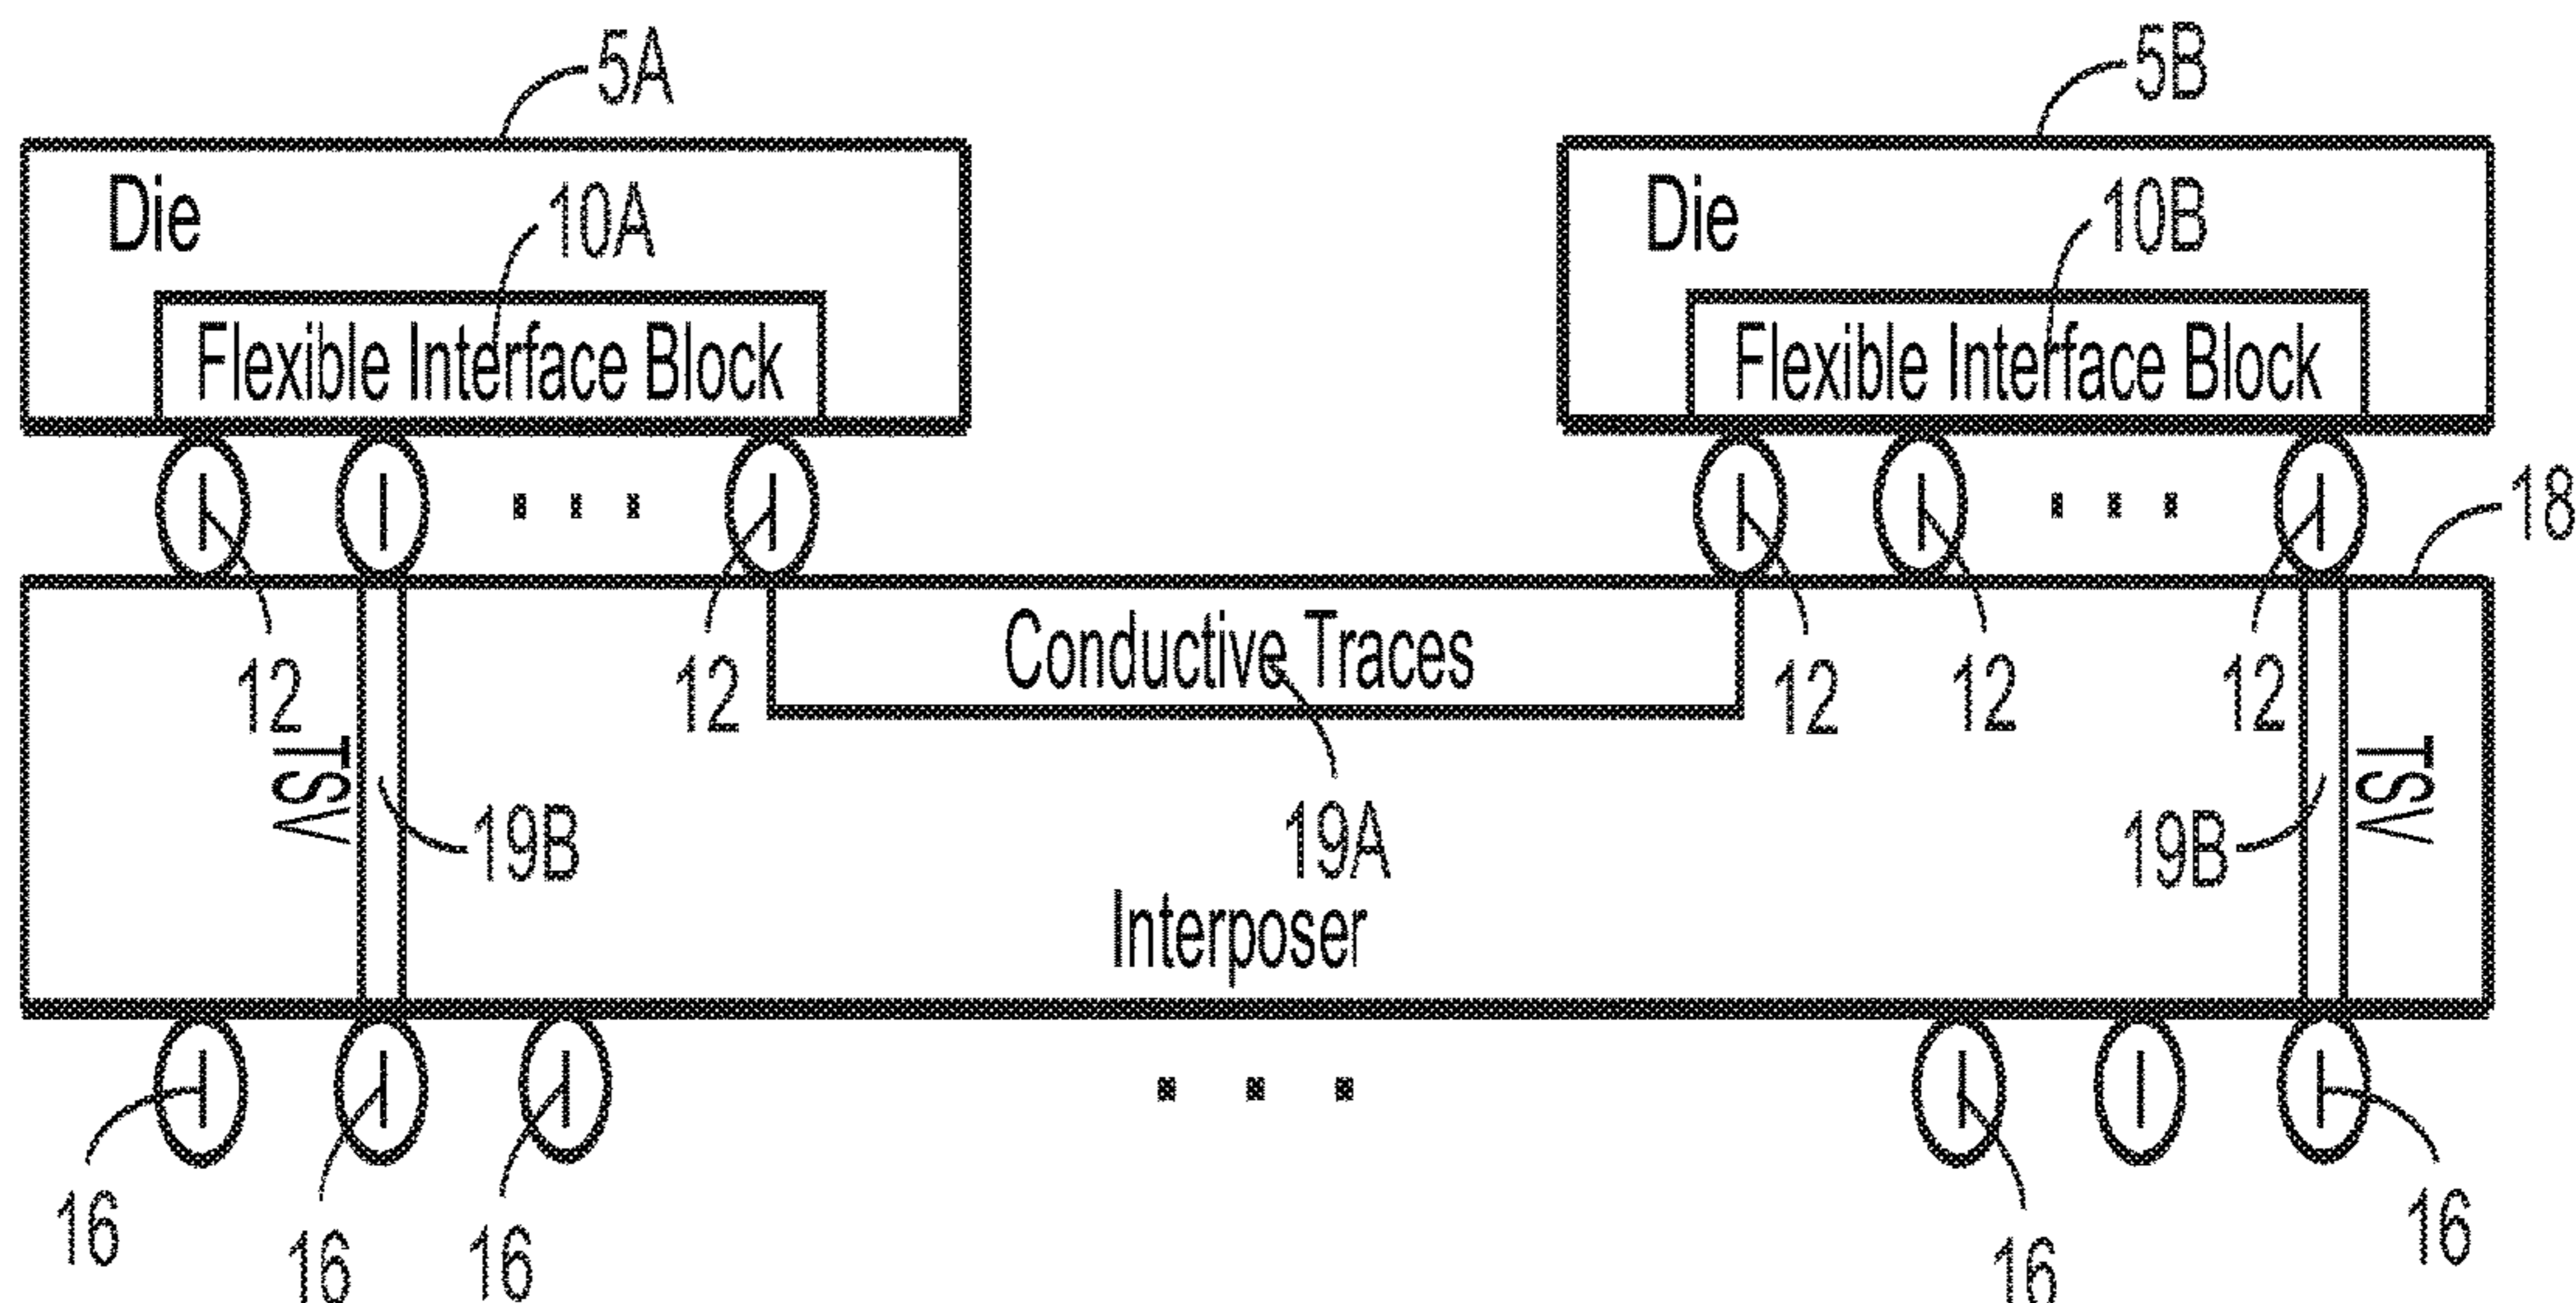 5A 5B
Die 10A Die 10B
Flexible Interface Block Flexible Interface Block
18
Conductive Traces
12 12 12 12 12
TSV 19B 19A 19B TSV
Interposer
16 16 16 16 16